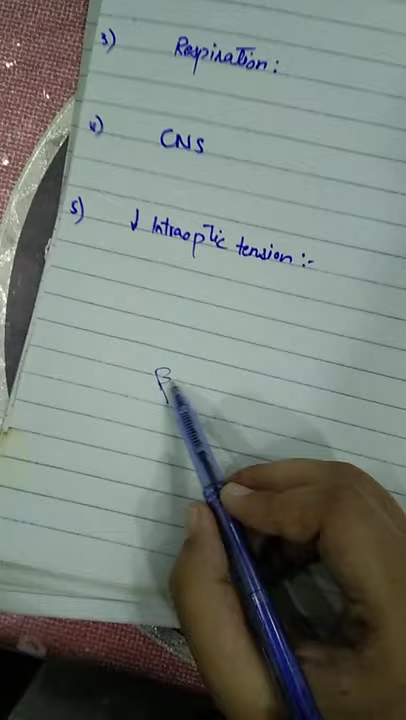 3) Respiration:
4) CNS
5) ↓ Intraoptic tension:-
β